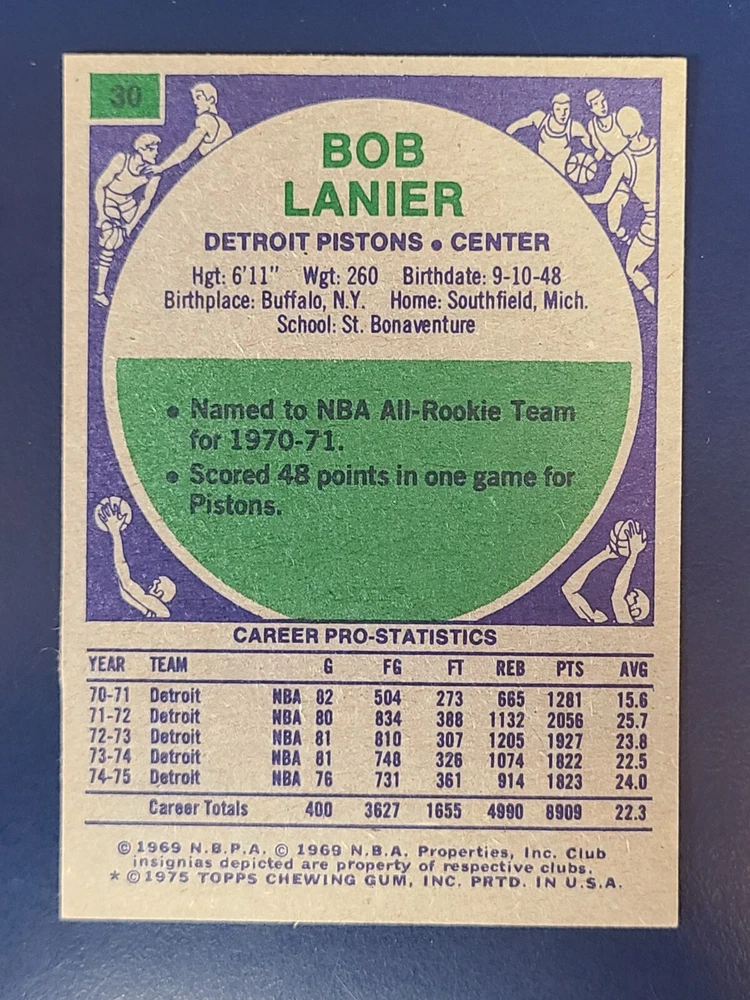 30
BOB
LANIER
DETROIT PISTONS • CENTER
Hgt: 6'11" Wgt: 260 Birthdate: 9-10-48
Birthplace: Buffalo, N.Y. Home: Southfield, Mich.
School: St. Bonaventure
• Named to NBA All-Rookie Team
for 1970-71.
• Scored 48 points in one game for
Pistons.
CAREER PRO-STATISTICS
YEAR TEAM G FG FT REB PTS AVG
70-71 Detroit NBA 82 504 273 665 1281 15.6
71-72 Detroit NBA 80 834 388 1132 2056 25.7
72-73 Detroit NBA 81 810 307 1205 1927 23.8
73-74 Detroit NBA 81 748 326 1074 1822 22.5
74-75 Detroit NBA 76 731 361 914 1823 24.0
Career Totals 400 3627 1655 4990 8909 22.3
© 1969 N.B.P.A. © 1969 N.B.A. Properties, Inc. Club
insignias depicted are property of respective clubs.
* © 1975 TOPPS CHEWING GUM, INC. PRTD. IN U.S.A.